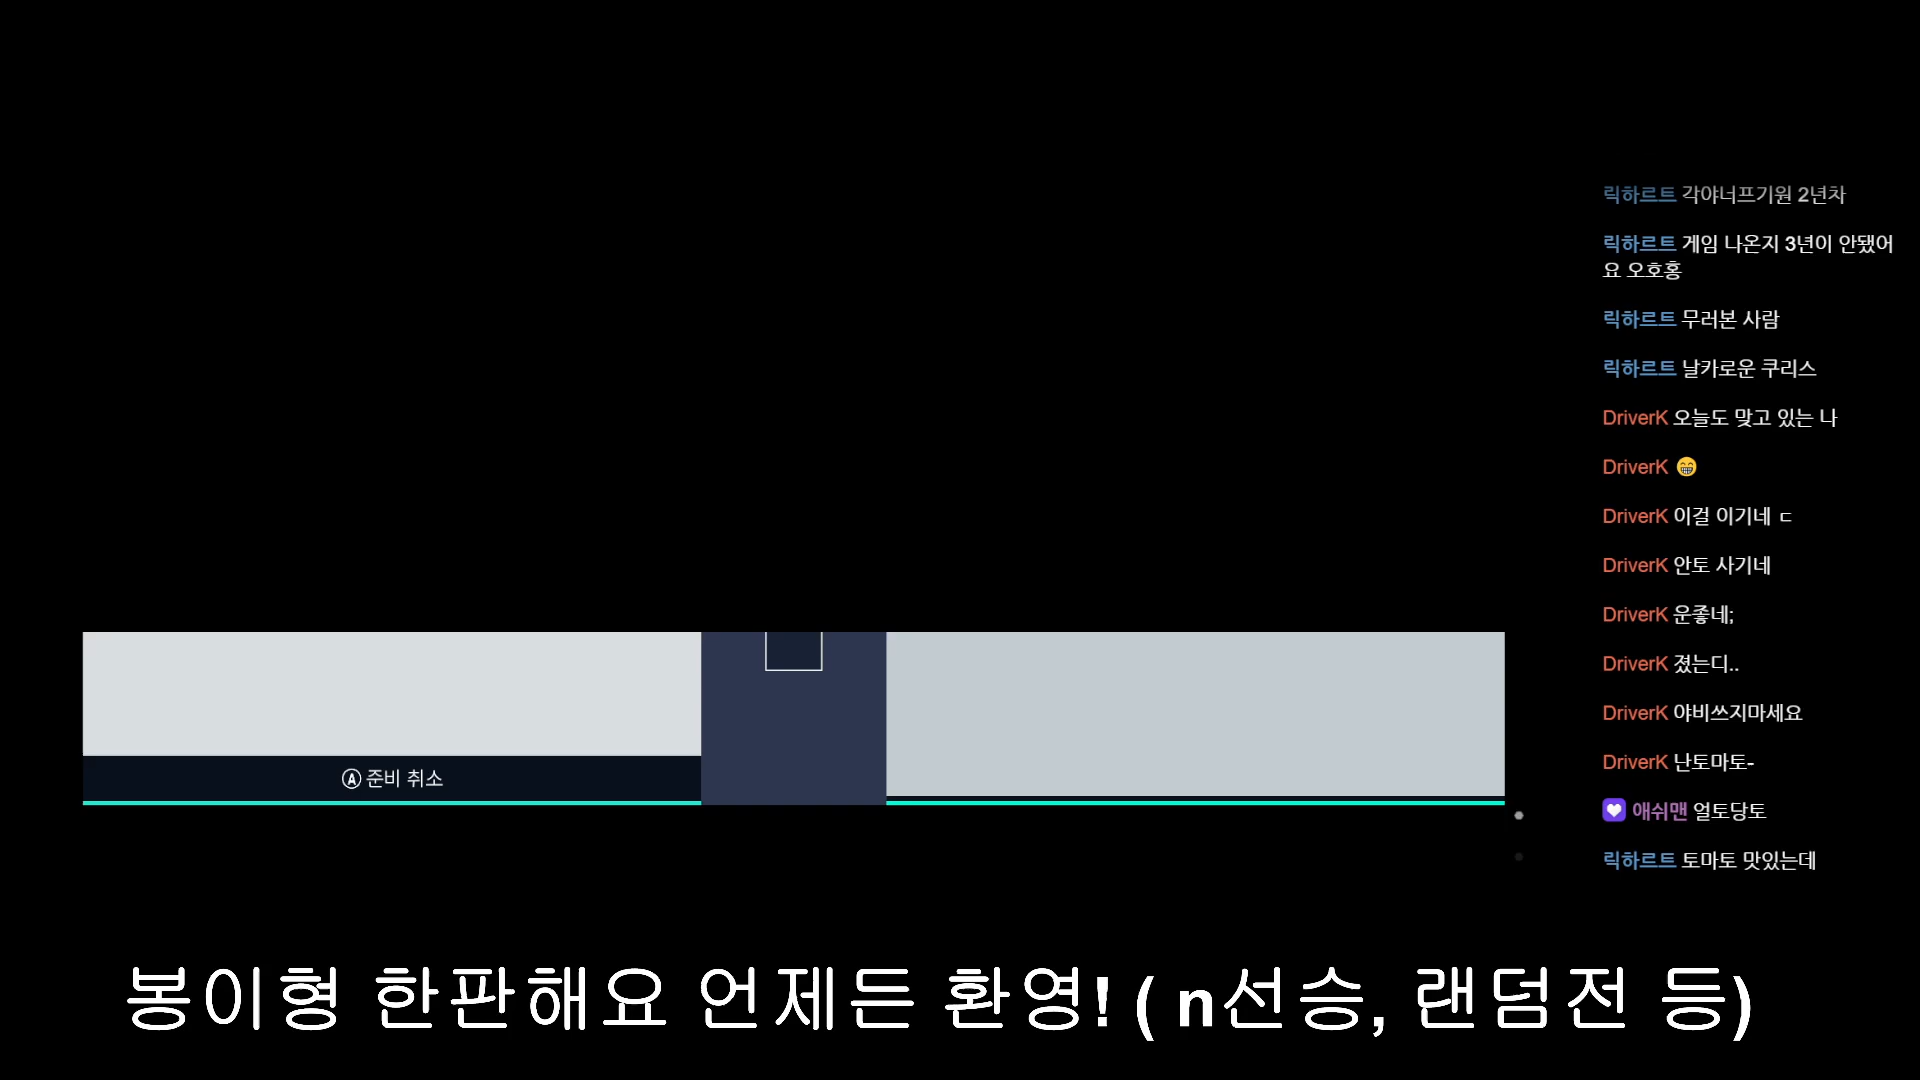 릭하르트 각야너프기원 2년차
릭하르트 게임 나온지 3년이 안됐어
요 오호홍
릭하르트 무러본 사람
릭하르트 날카로운 쿠리스
DriverK 오늘도 맞고 있는 나
DriverK 😁
DriverK 이걸 이기네 ㄷ
DriverK 안토 사기네
DriverK 운좋네;
DriverK 졌는디..
DriverK 야비쓰지마세요
DriverK 난토마토-
애쉬맨 얼토당토
릭하르트 토마토 맛있는데
Ⓐ 준비 취소
봉이형 한판해요 언제든 환영! ( n선승, 랜덤전 등)